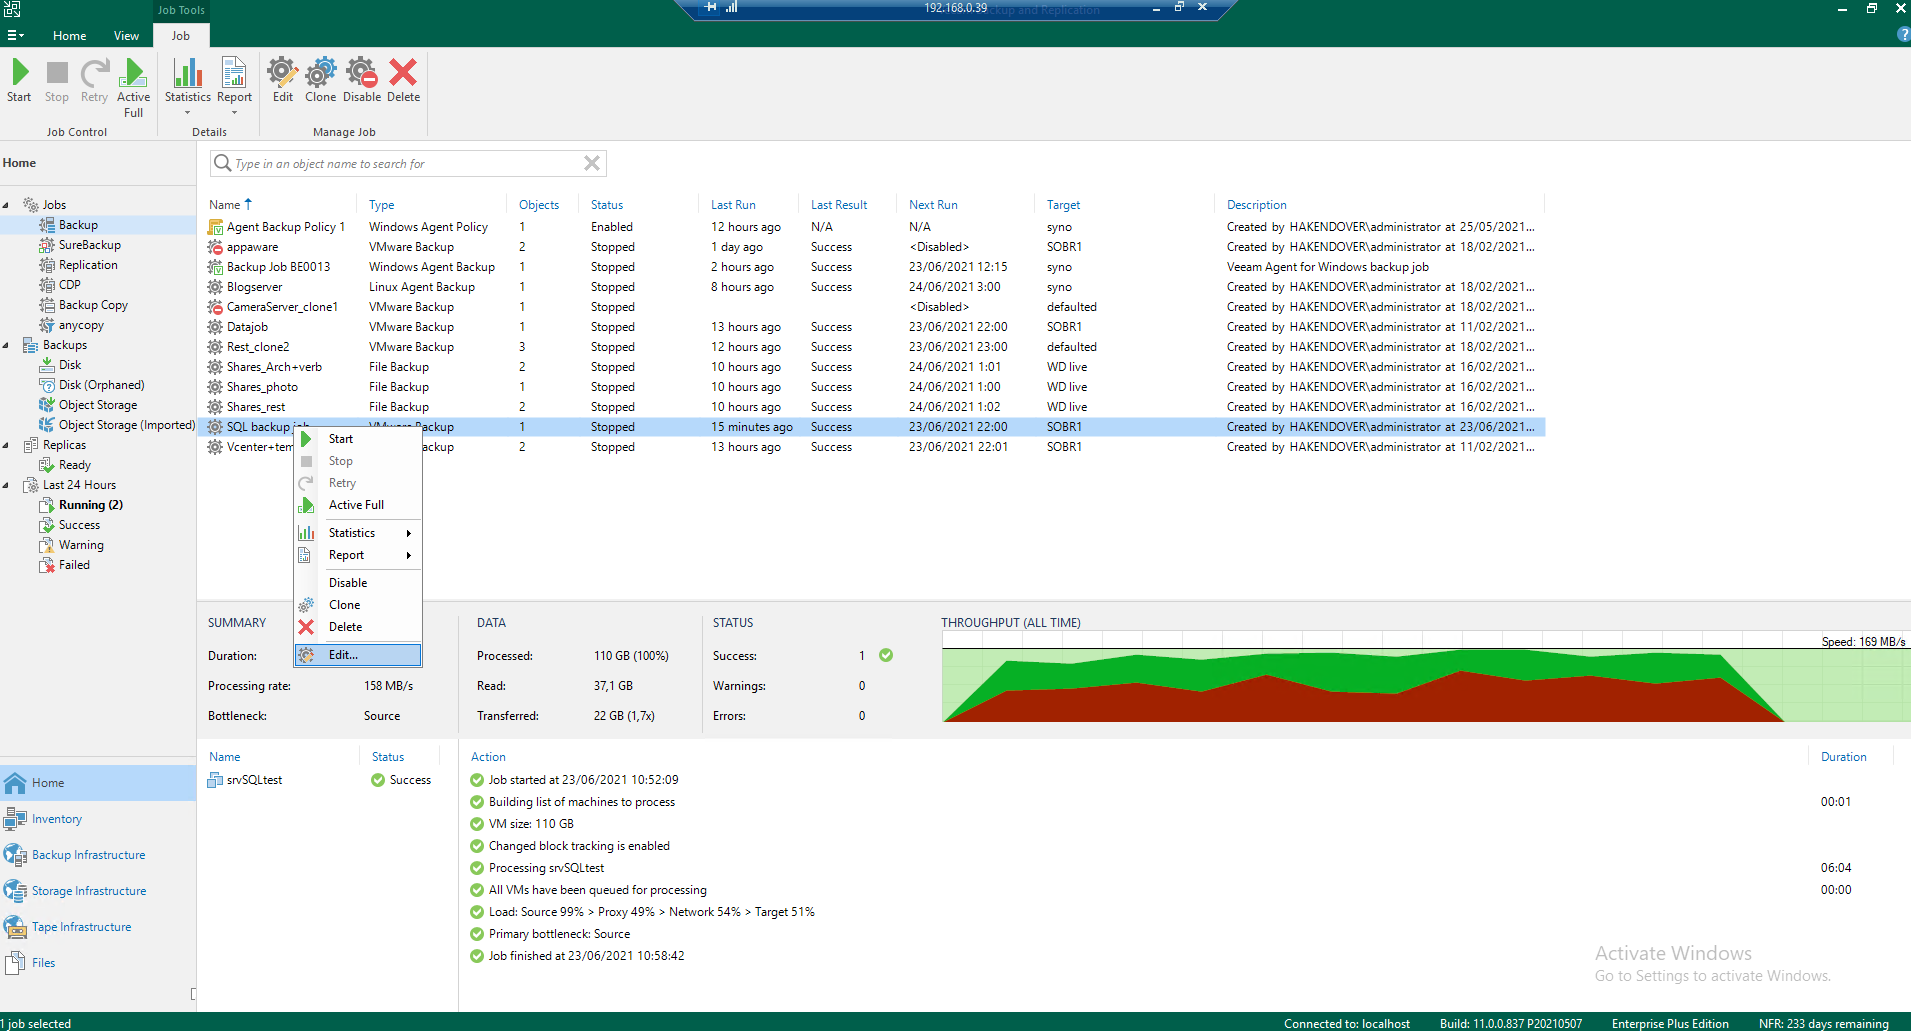 Job Tools
192.168.0.39
Backup and Replication
Home View Job
Start Stop Retry Active Full
Statistics Report
Edit Clone Disable Delete
Job Control Details Manage Job
Home
Type in an object name to search for
Jobs
Backup
SureBackup
Replication
CDP
Backup Copy
anycopy
Backups
Disk
Disk (Orphaned)
Object Storage
Object Storage (Imported)
Replicas
Ready
Last 24 Hours
Running (2)
Success
Warning
Failed
Name Type Objects Status Last Run Last Result Next Run Target Description
Agent Backup Policy 1 Windows Agent Policy 1 Enabled 12 hours ago N/A N/A syno Created by HAKENDOVER\administrator at 25/05/2021...
appaware VMware Backup 2 Stopped 1 day ago Success <Disabled> SOBR1 Created by HAKENDOVER\administrator at 18/02/2021...
Backup Job BE0013 Windows Agent Backup 1 Stopped 2 hours ago Success 23/06/2021 12:15 syno Veeam Agent for Windows backup job
Blogserver Linux Agent Backup 1 Stopped 8 hours ago Success 24/06/2021 3:00 syno Created by HAKENDOVER\administrator at 18/02/2021...
CameraServer_clone1 VMware Backup 1 Stopped <Disabled> defaulted Created by HAKENDOVER\administrator at 18/02/2021...
Datajob VMware Backup 1 Stopped 13 hours ago Success 23/06/2021 22:00 SOBR1 Created by HAKENDOVER\administrator at 11/02/2021...
Rest_clone2 VMware Backup 3 Stopped 12 hours ago Success 23/06/2021 23:00 defaulted Created by HAKENDOVER\administrator at 18/02/2021...
Shares_Arch+verb File Backup 2 Stopped 10 hours ago Success 24/06/2021 1:01 WD live Created by HAKENDOVER\administrator at 16/02/2021...
Shares_photo File Backup 1 Stopped 10 hours ago Success 24/06/2021 1:00 WD live Created by HAKENDOVER\administrator at 16/02/2021...
Shares_rest File Backup 2 Stopped 10 hours ago Success 24/06/2021 1:02 WD live Created by HAKENDOVER\administrator at 16/02/2021...
SQL backup job VMware Backup 1 Stopped 15 minutes ago Success 23/06/2021 22:00 SOBR1 Created by HAKENDOVER\administrator at 23/06/2021...
Vcenter+tem ackup 2 Stopped 13 hours ago Success 23/06/2021 22:01 SOBR1 Created by HAKENDOVER\administrator at 11/02/2021...
Start
Stop
Retry
Active Full
Statistics
Report
Disable
Clone
Delete
Edit...
SUMMARY DATA STATUS THROUGHPUT (ALL TIME)
Speed: 169 MB/s
Duration: Processed: 110 GB (100%) Success: 1
Processing rate: 158 MB/s Read: 37,1 GB Warnings: 0
Bottleneck: Source Transferred: 22 GB (1,7x) Errors: 0
Name Status Action Duration
srvSQLtest Success
Job started at 23/06/2021 10:52:09
Building list of machines to process 00:01
VM size: 110 GB
Changed block tracking is enabled
Processing srvSQLtest 06:04
All VMs have been queued for processing 00:00
Load: Source 99% > Proxy 49% > Network 54% > Target 51%
Primary bottleneck: Source
Job finished at 23/06/2021 10:58:42
Home
Inventory
Backup Infrastructure
Storage Infrastructure
Tape Infrastructure
Files
Activate Windows
Go to Settings to activate Windows.
1 job selected
Connected to: localhost Build: 11.0.0.837 P20210507 Enterprise Plus Edition NFR: 233 days remaining